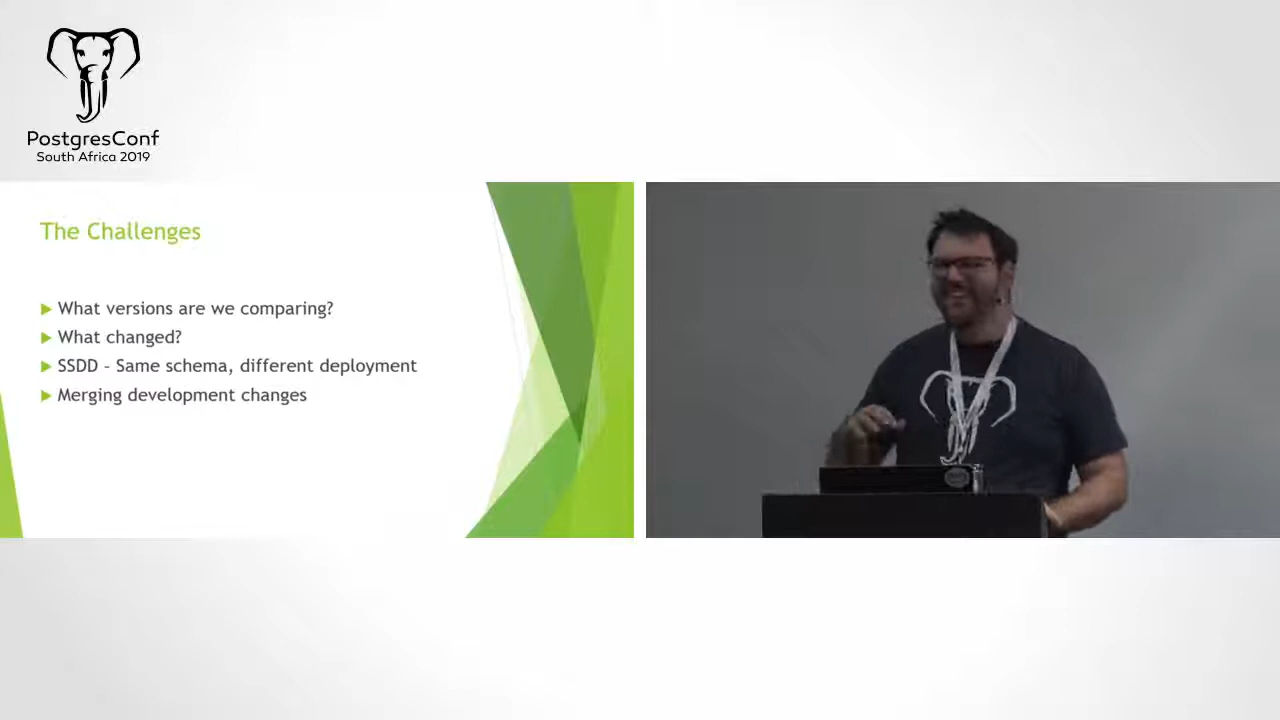 PostgresConf
South Africa 2019
The Challenges
What versions are we comparing?
What changed?
SSDD – Same schema, different deployment
Merging development changes